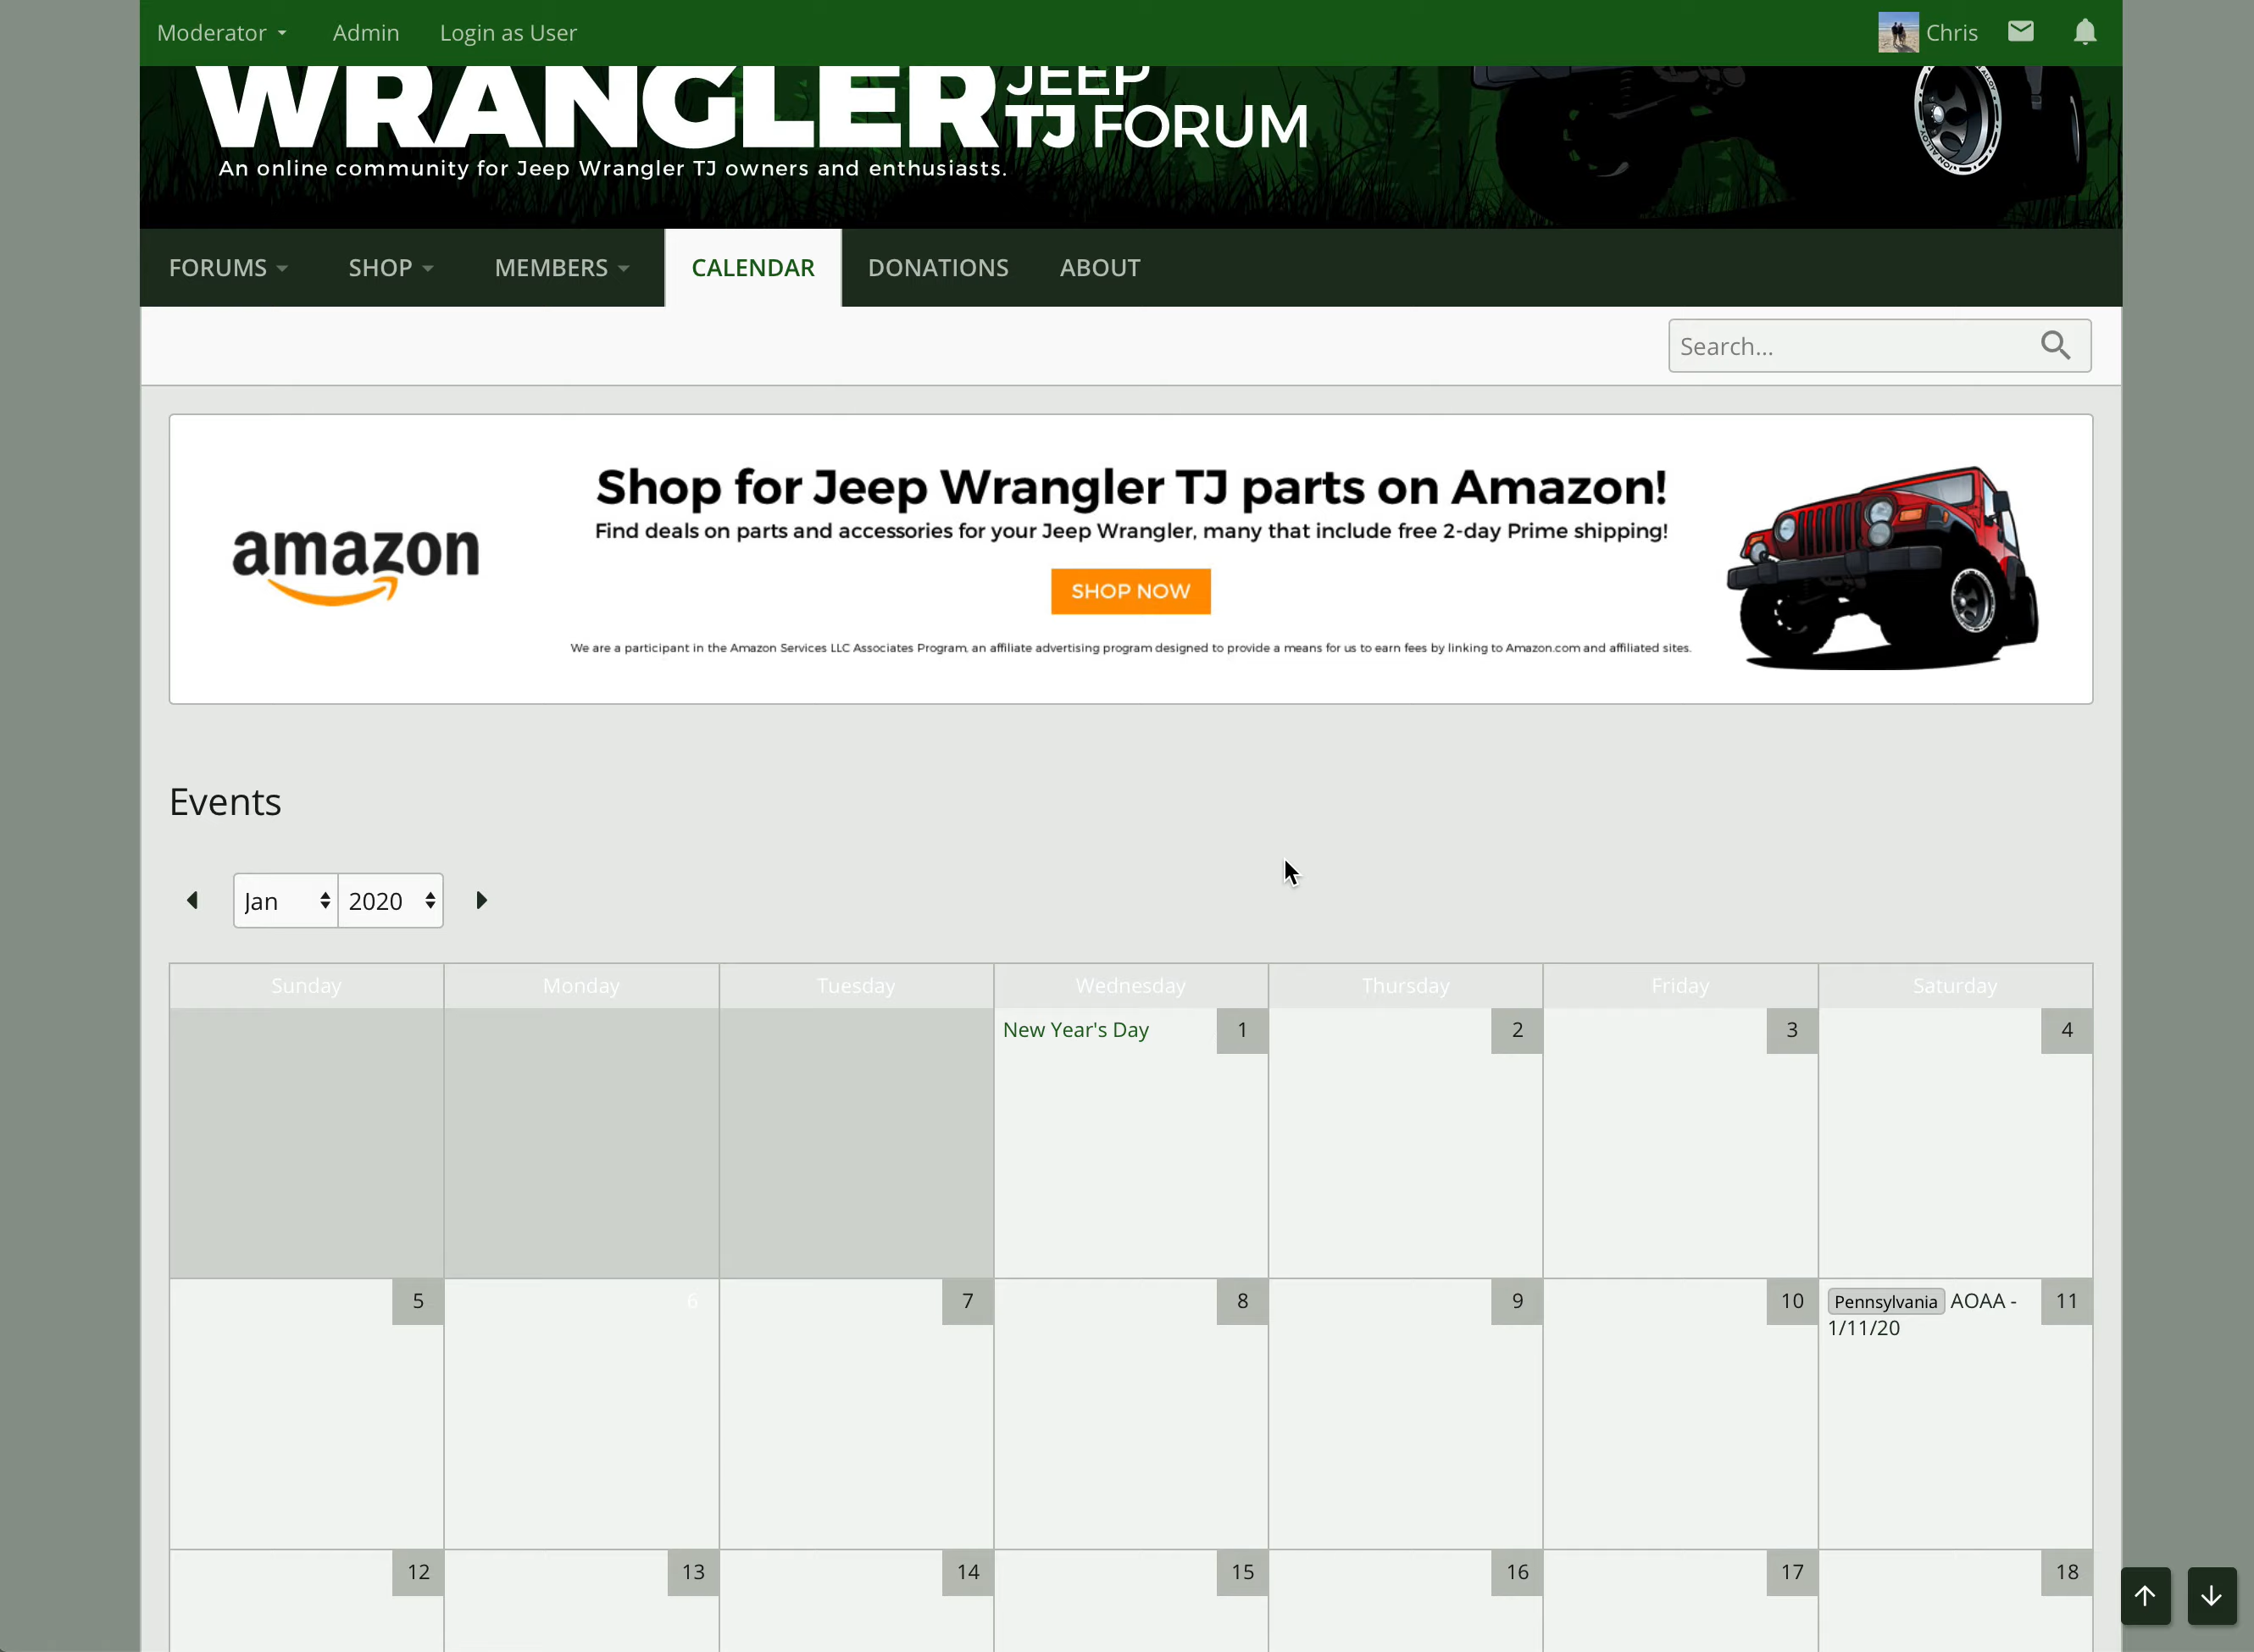 Moderator Admin Login as User Chris
WRANGLER JEEP
TJ FORUM
An online community for Jeep Wrangler TJ owners and enthusiasts.
FORUMS SHOP MEMBERS CALENDAR DONATIONS ABOUT
Search...
amazon
Shop for Jeep Wrangler TJ parts on Amazon!
Find deals on parts and accessories for your Jeep Wrangler, many that include free 2-day Prime shipping!
SHOP NOW
We are a participant in the Amazon Services LLC Associates Program, an affiliate advertising program designed to provide a means for us to earn fees by linking to Amazon.com and affiliated sites.
Events
Jan 2020
Sunday Monday Tuesday Wednesday Thursday Friday Saturday
New Year's Day 1 2 3 4
5 6 7 8 9 10 Pennsylvania AOAA - 11
1/11/20
12 13 14 15 16 17 18